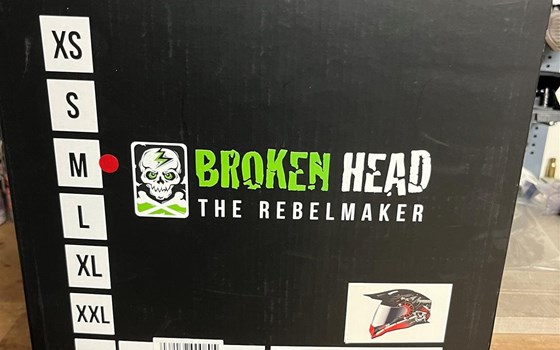 XS
S
M
L
XL
XXL
BROKEN HEAD
THE REBELMAKER